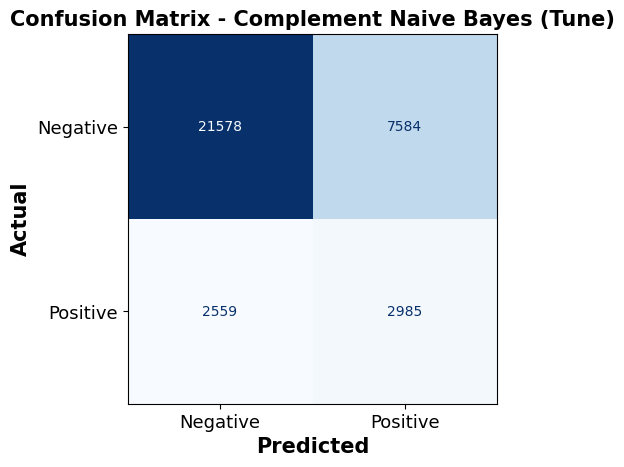 Confusion Matrix - Complement Naive Bayes (Tune)
Actual
Negative
21578 7584
Positive
2559 2985
Negative Positive
Predicted